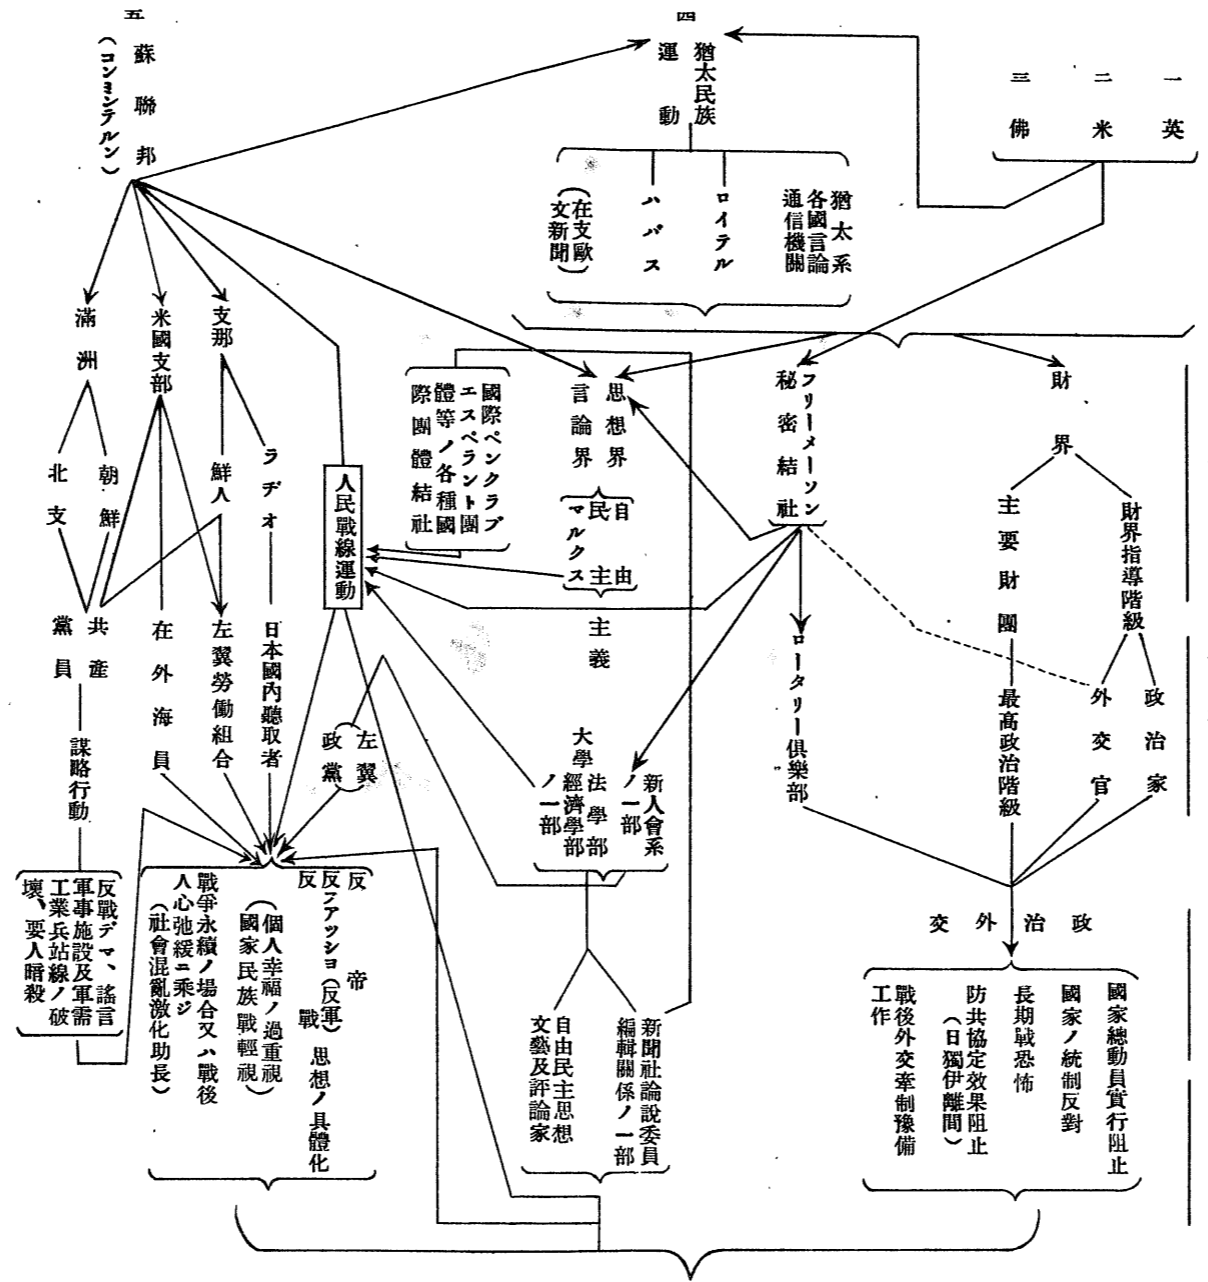 一 英
二 米
三 佛
四
猶太民族
運動
猶太系
各國言論
通信機關
ロイテル
ハバス
(在支歐
文新聞)
五
蘇聯邦
(コンミンテルン)
財界
財界指導階級
政治家
外交官
主要財團
最高政治階級
フリーメーソン
秘密結社
ロータリー倶樂部
思想界
言論界
自由
民主
マルクス
主義
國際ペンクラブ
エスペラント團
體等ノ各種國
際團體結社
人民戰線運動
支那
ラヂオ
鮮人
米國支部
滿洲
朝鮮
北支
日本國內聽取者
左翼勞働組合
在外海員
共產
黨員
謀略行動
(左翼
政黨)
新人會系
ノ一部
大學
法學部
經濟學部
ノ一部
新聞社論說委員
編輯關係ノ一部
自由民主思想
文藝及評論家
政治外交
國家總動員實行阻止
國家ノ統制反對
長期戰恐怖
防共協定效果阻止
(日獨伊離間)
戰後外交牽制豫備
工作
反帝
反ファッショ(反軍)
反戰
思想ノ具體化
(個人幸福ノ過重視
國家民族戰輕視)
戰爭永續ノ場合又ハ戰後
人心弛緩ニ乘ジ
(社會混亂激化助長)
反戰デマ、謠言
軍事施設及軍需
工業兵站線ノ破
壞、要人暗殺